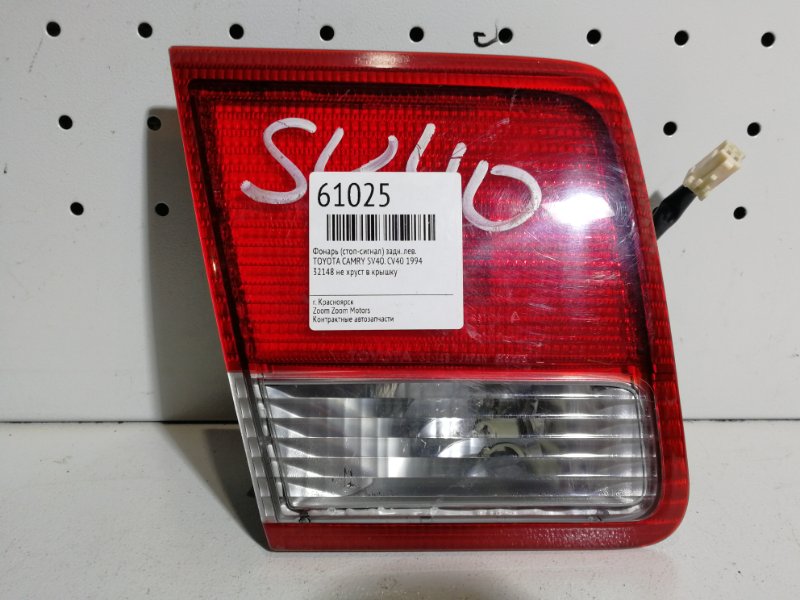 SV40
61025
Фонарь (стоп-сигнал) задн. лев.
TOYOTA CAMRY SV40. CV40 1994
32148 не хруст в крышку
г. Красноярск
Zoom Zoom Motors
Контрактные автозапчасти